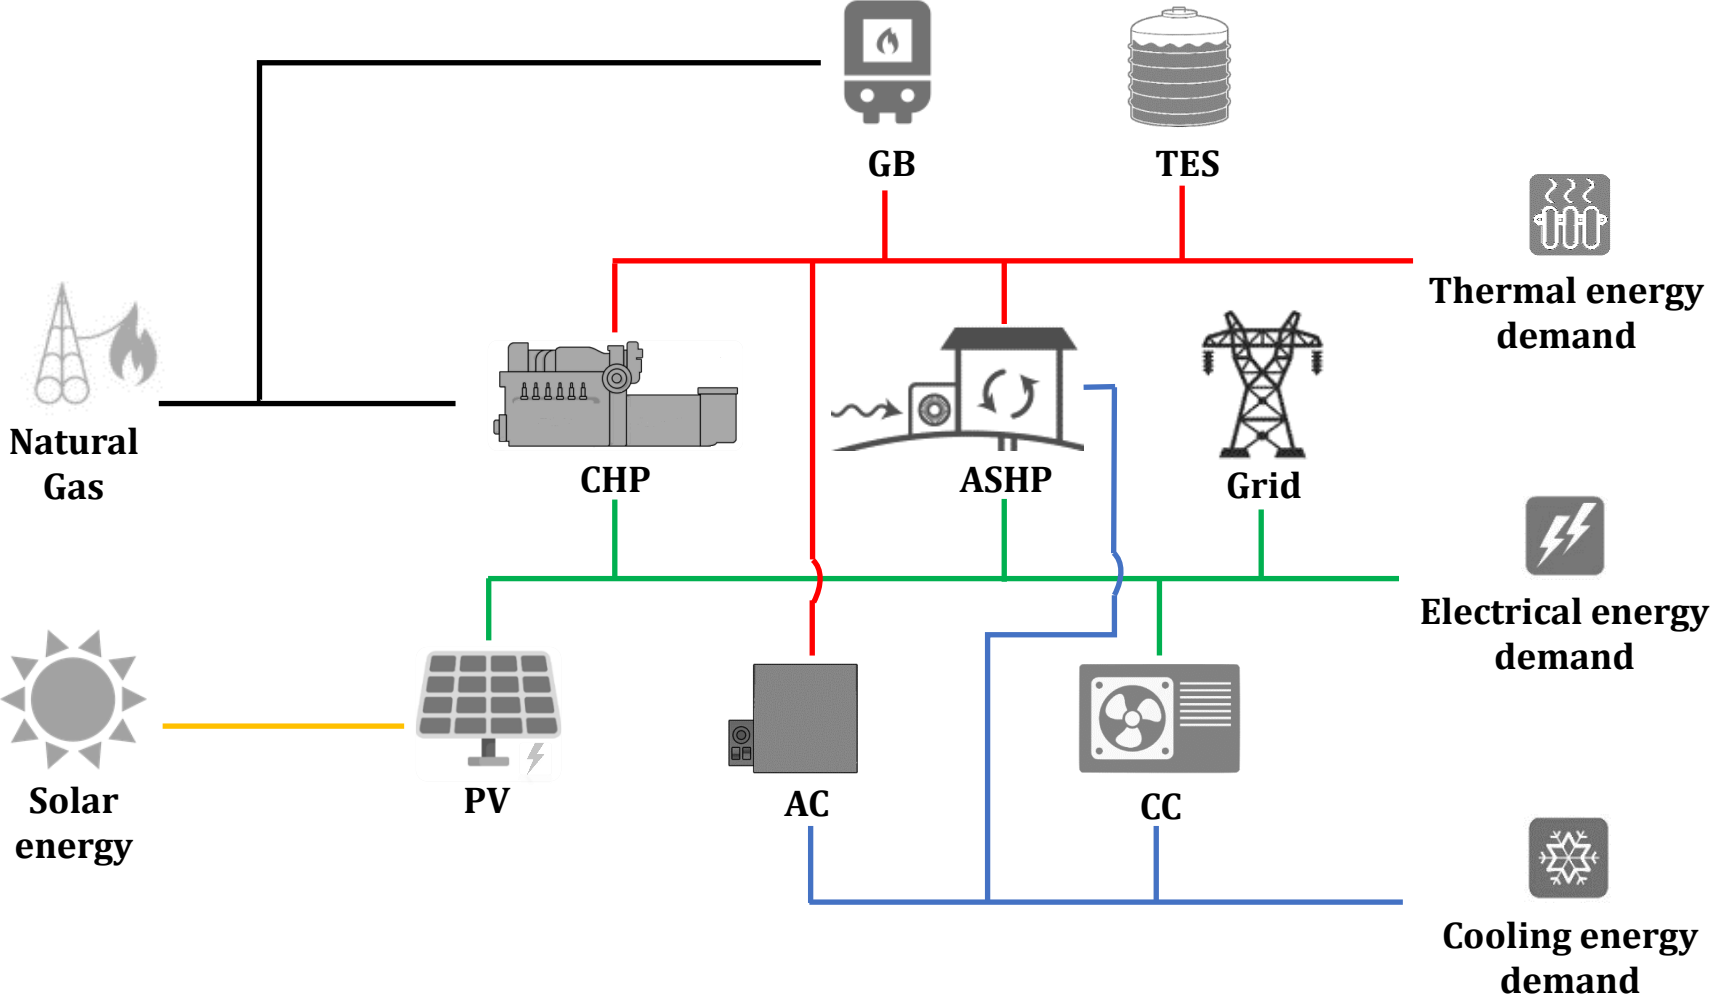 GB
TES
Thermal energy
demand
Natural
Gas
CHP
ASHP
Grid
Electrical energy
demand
Solar
energy
PV
AC
CC
Cooling energy
demand